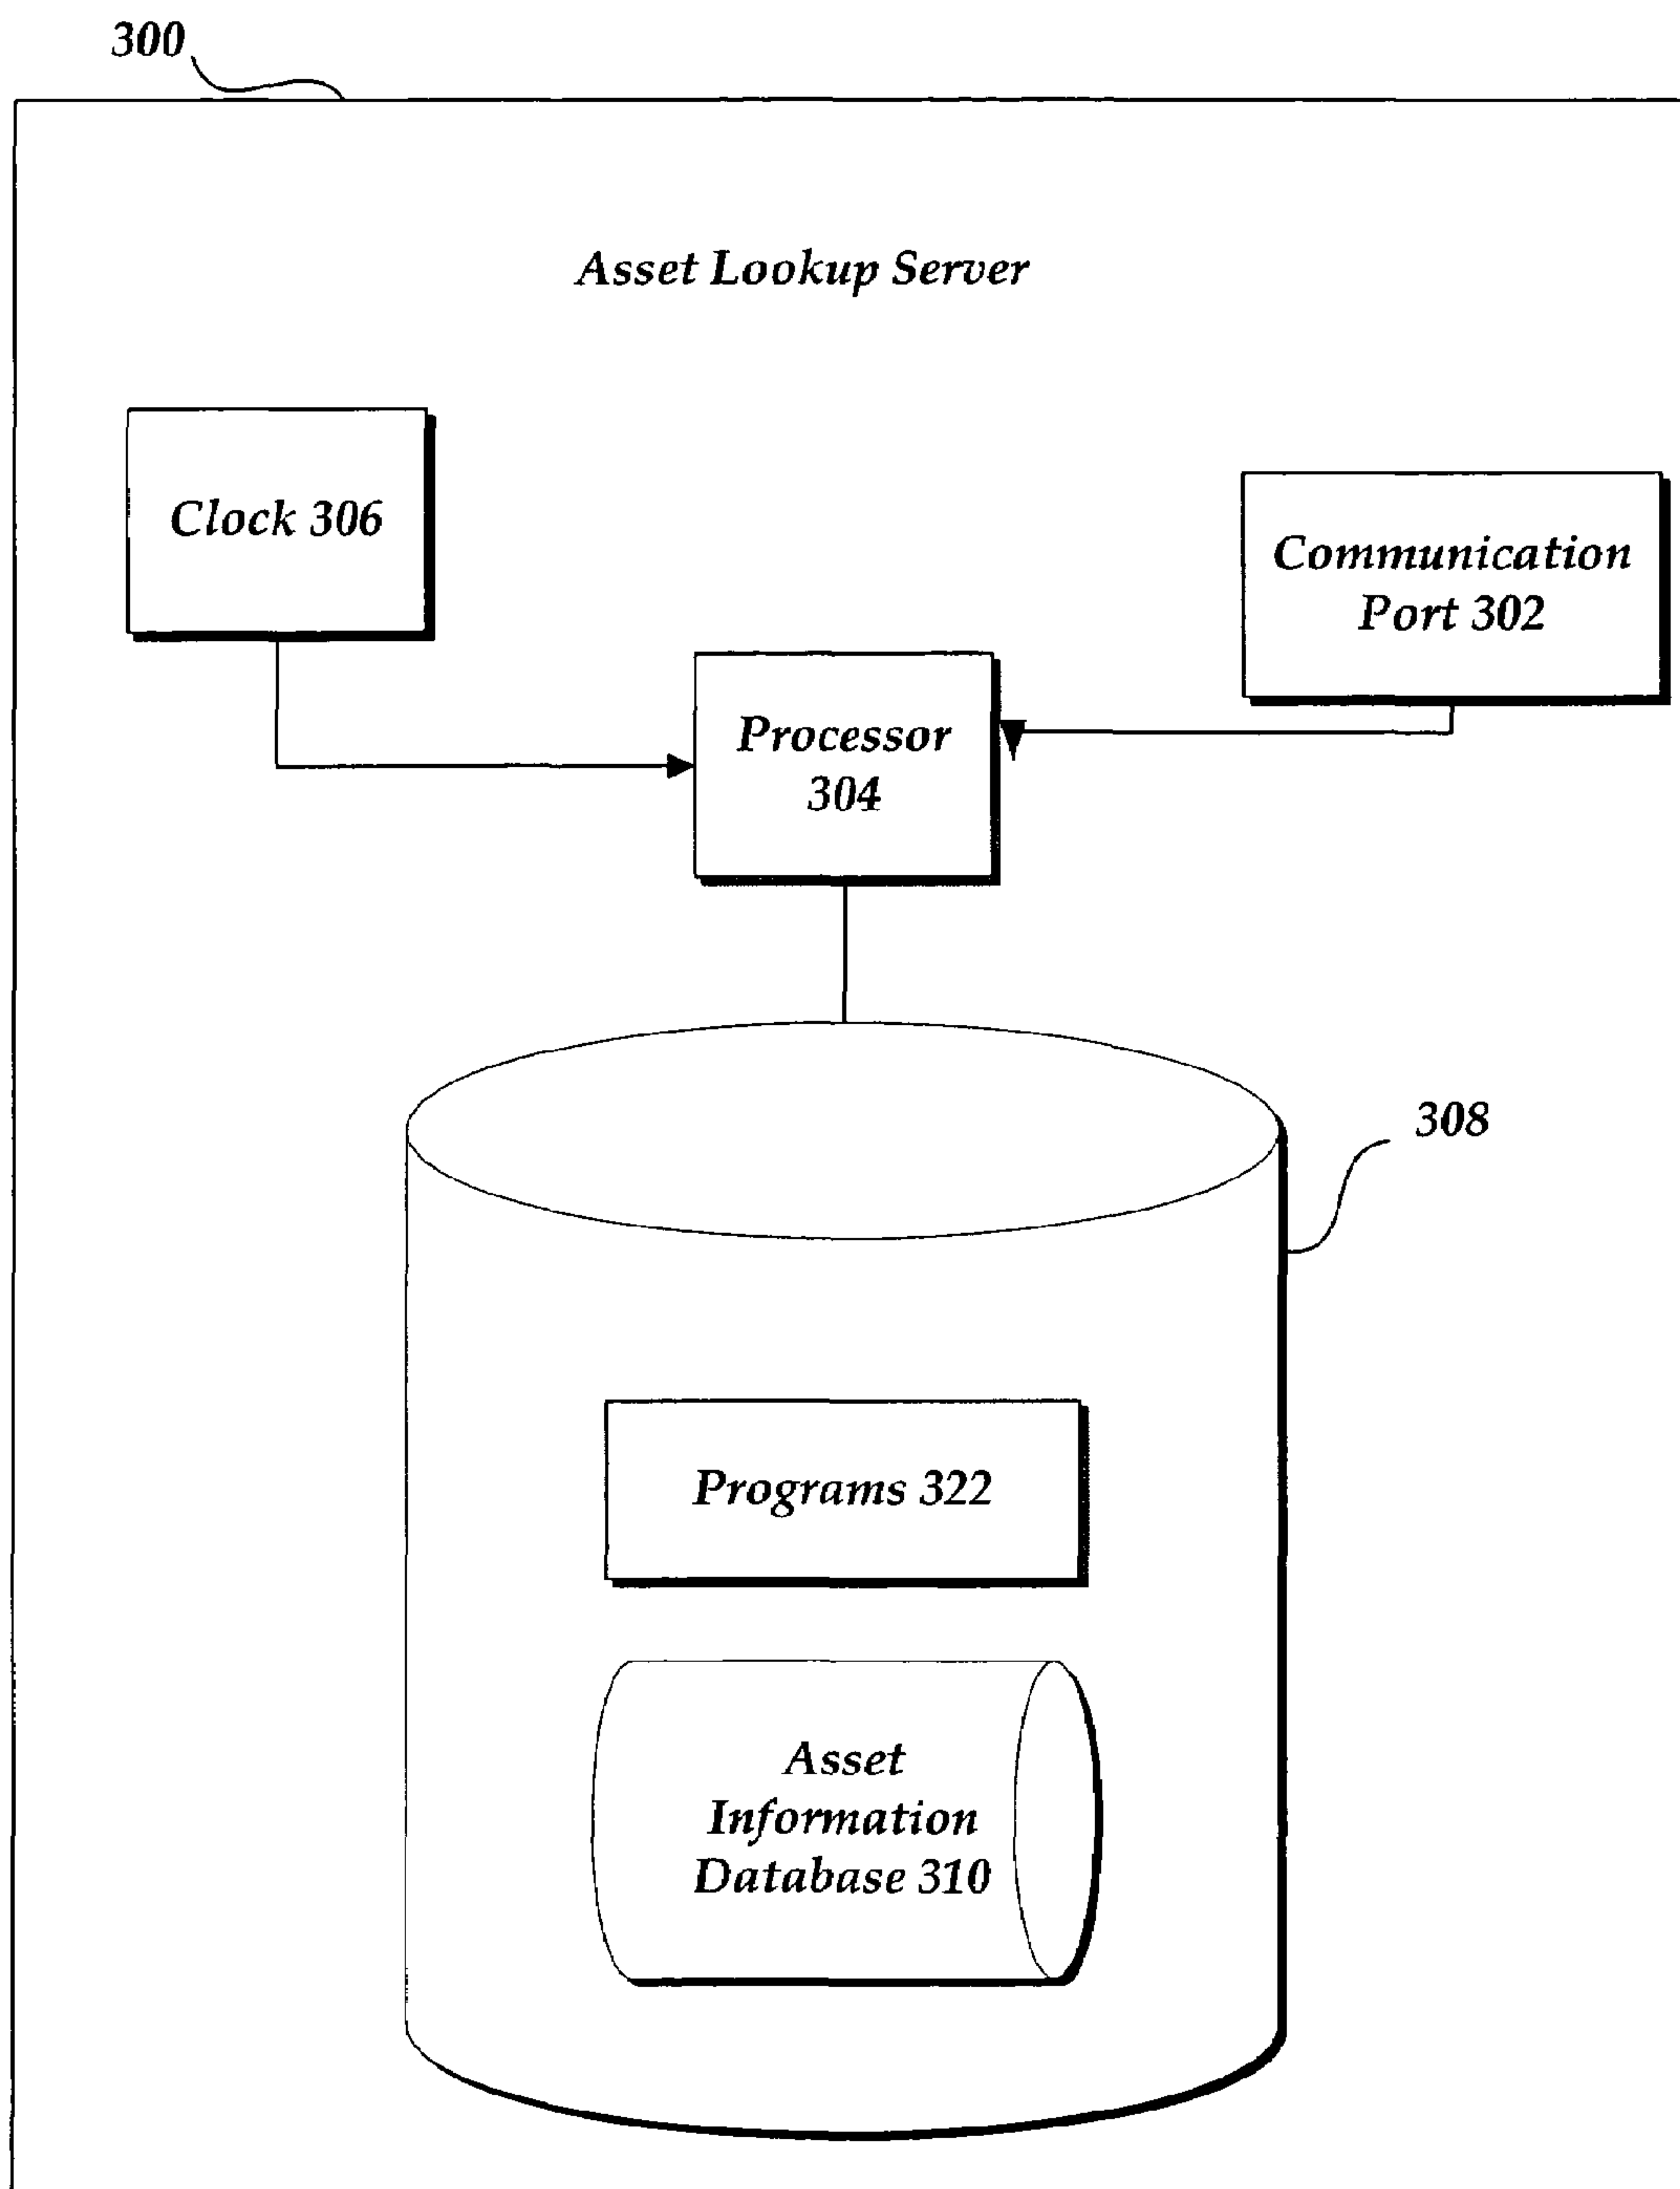 300
Asset Lookup Server
Clock 306
Communication
Port 302
Processor
304
308
Programs 322
Asset
Information
Database 310